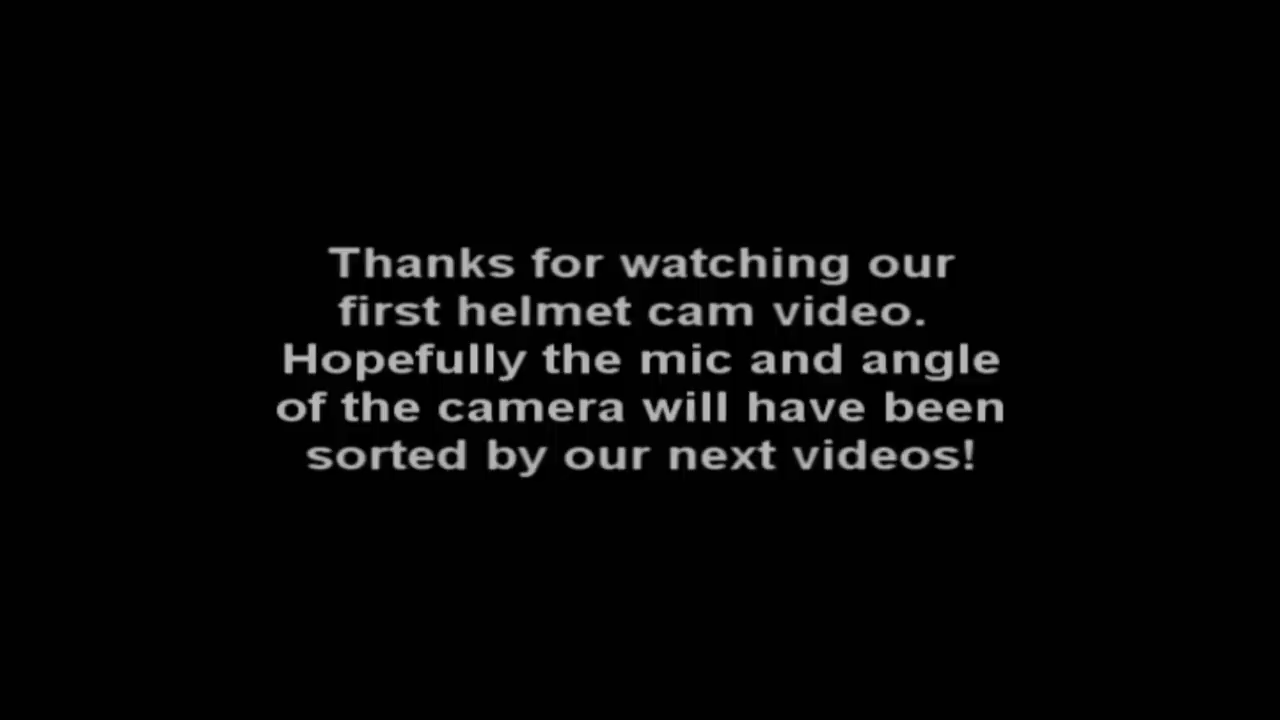 Thanks for watching our
first helmet cam video.
Hopefully the mic and angle
of the camera will have been
sorted by our next videos!